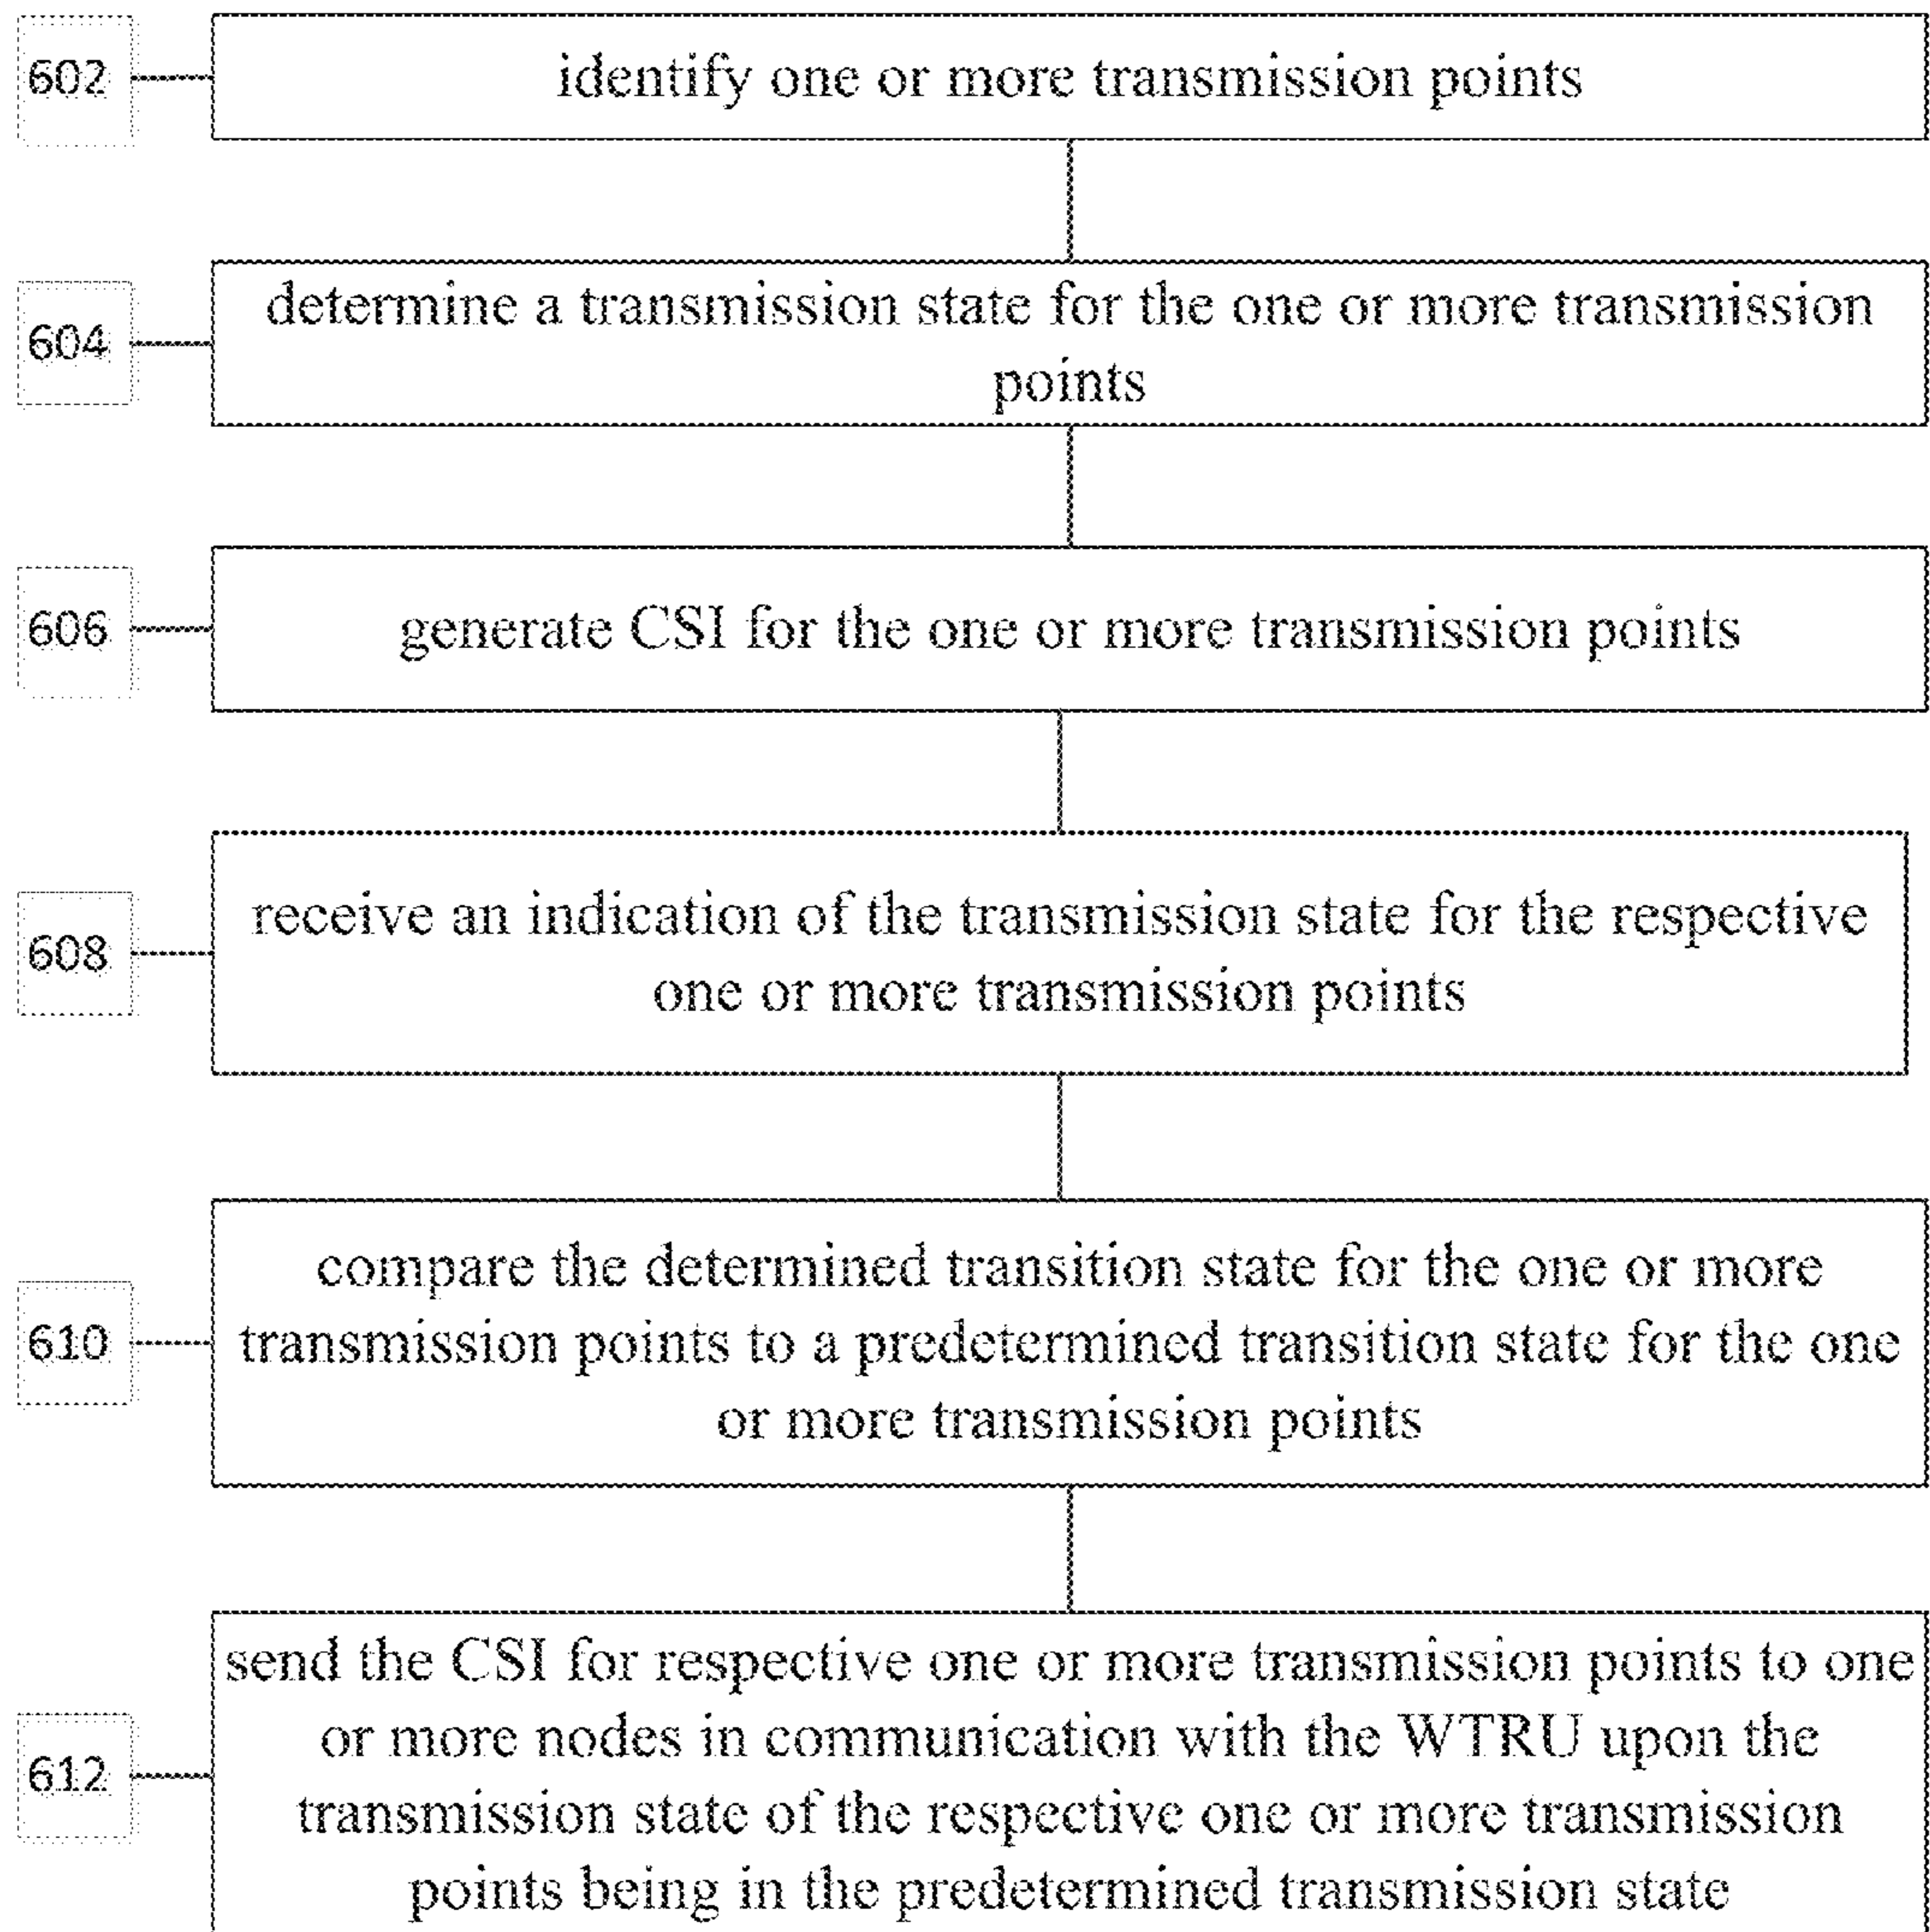 602
identify one or more transmission points
604
determine a transmission state for the one or more transmission
points
606
generate CSI for the one or more transmission points
608
receive an indication of the transmission state for the respective
one or more transmission points
610
compare the determined transition state for the one or more
transmission points to a predetermined transition state for the one
or more transmission points
612
send the CSI for respective one or more transmission points to one
or more nodes in communication with the WTRU upon the
transmission state of the respective one or more transmission
points being in the predetermined transmission state